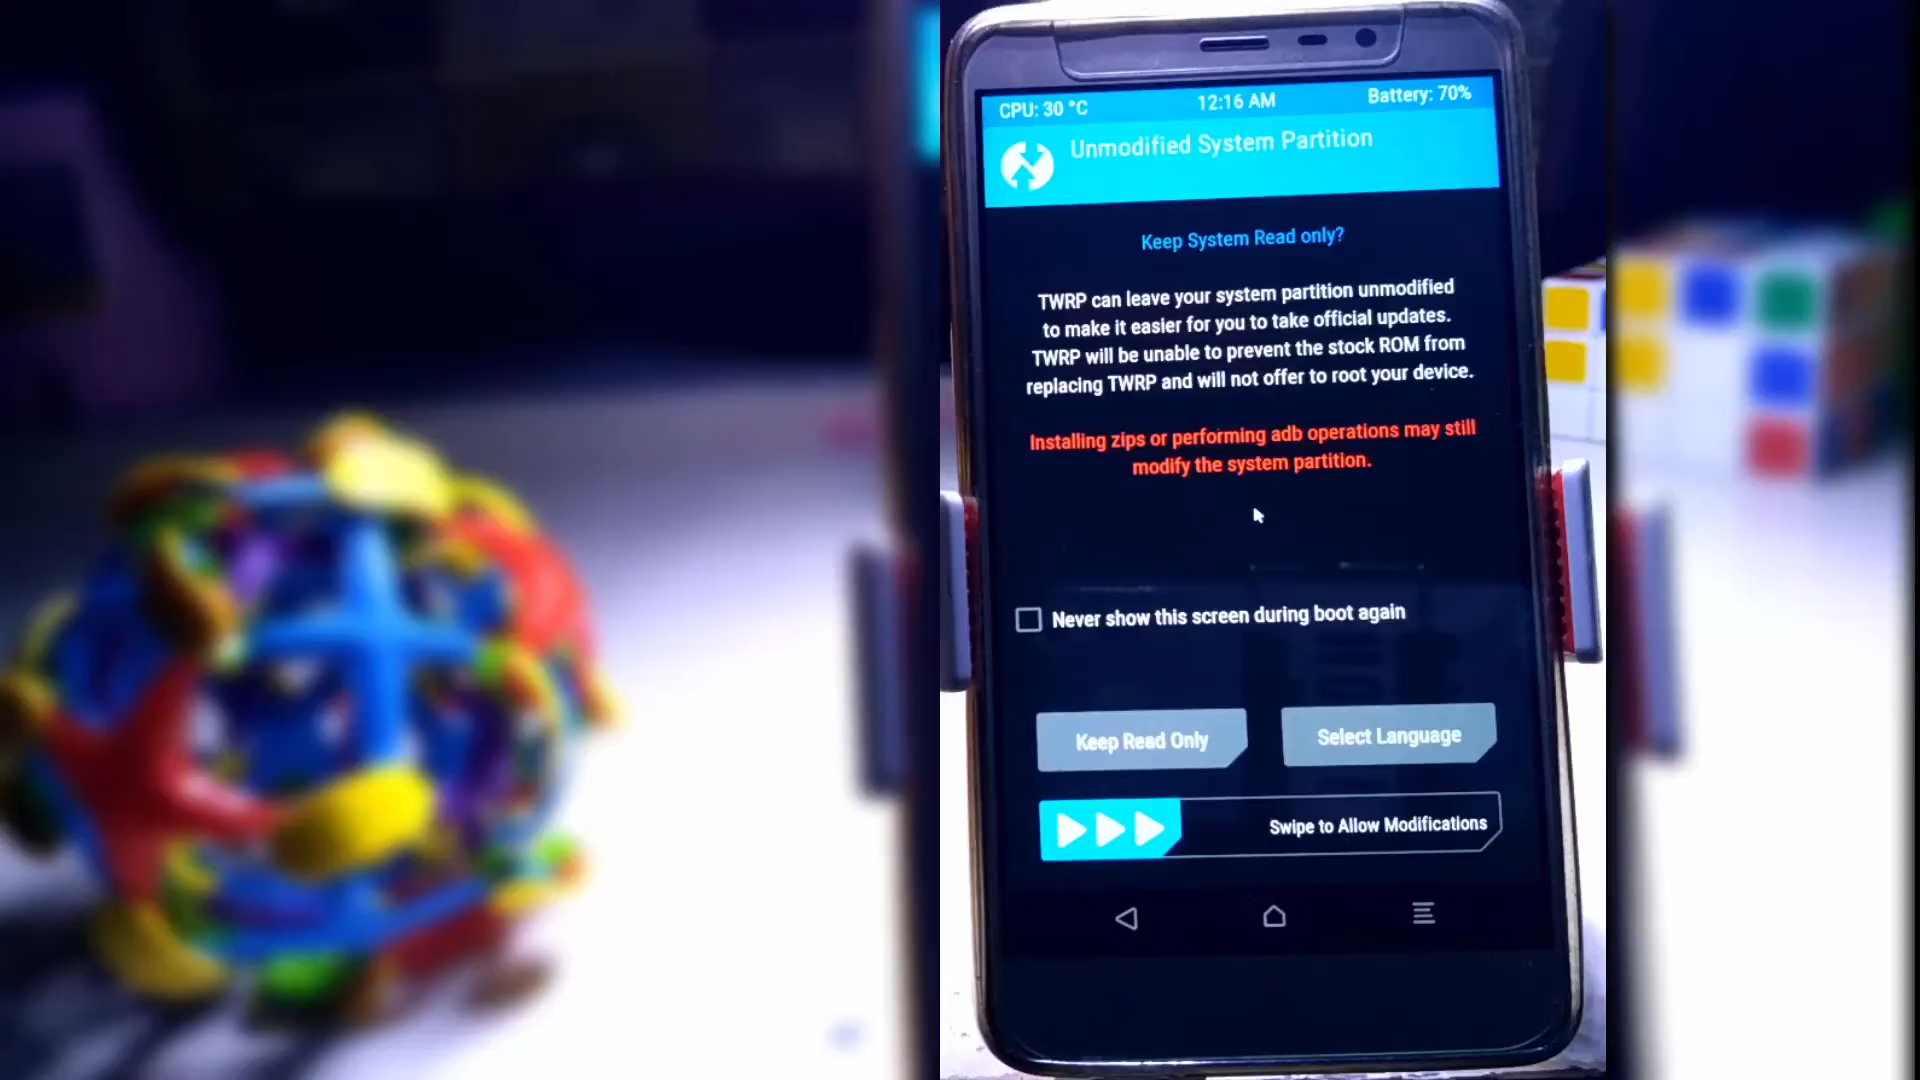 CPU: 30 °C 12:16 AM Battery: 70%
Unmodified System Partition
Keep System Read only?
TWRP can leave your system partition unmodified
to make it easier for you to take official updates.
TWRP will be unable to prevent the stock ROM from
replacing TWRP and will not offer to root your device.
Installing zips or performing adb operations may still
modify the system partition.
Never show this screen during boot again
Keep Read Only
Select Language
Swipe to Allow Modifications